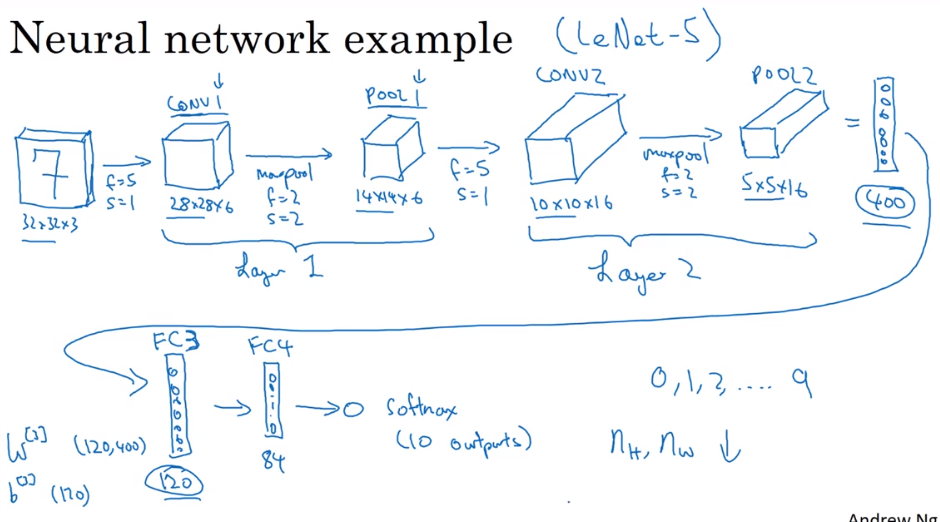 Neural network example (LeNet-5)
CONV1
POOL1
CONV2
POOL2
7
f=5
s=1
maxpool
f=2
s=2
f=5
s=1
maxpool
f=2
s=2
32×32×3
28×28×6
14×14×6
10×10×16
5×5×16
=
400
Layer 1
Layer 2
FC3
FC4
0,1,2,....9
Softmax
(10 outputs)
W[3] (120,400)
nH, nW ↓
84
b[3] (120)
120
Andrew Ng